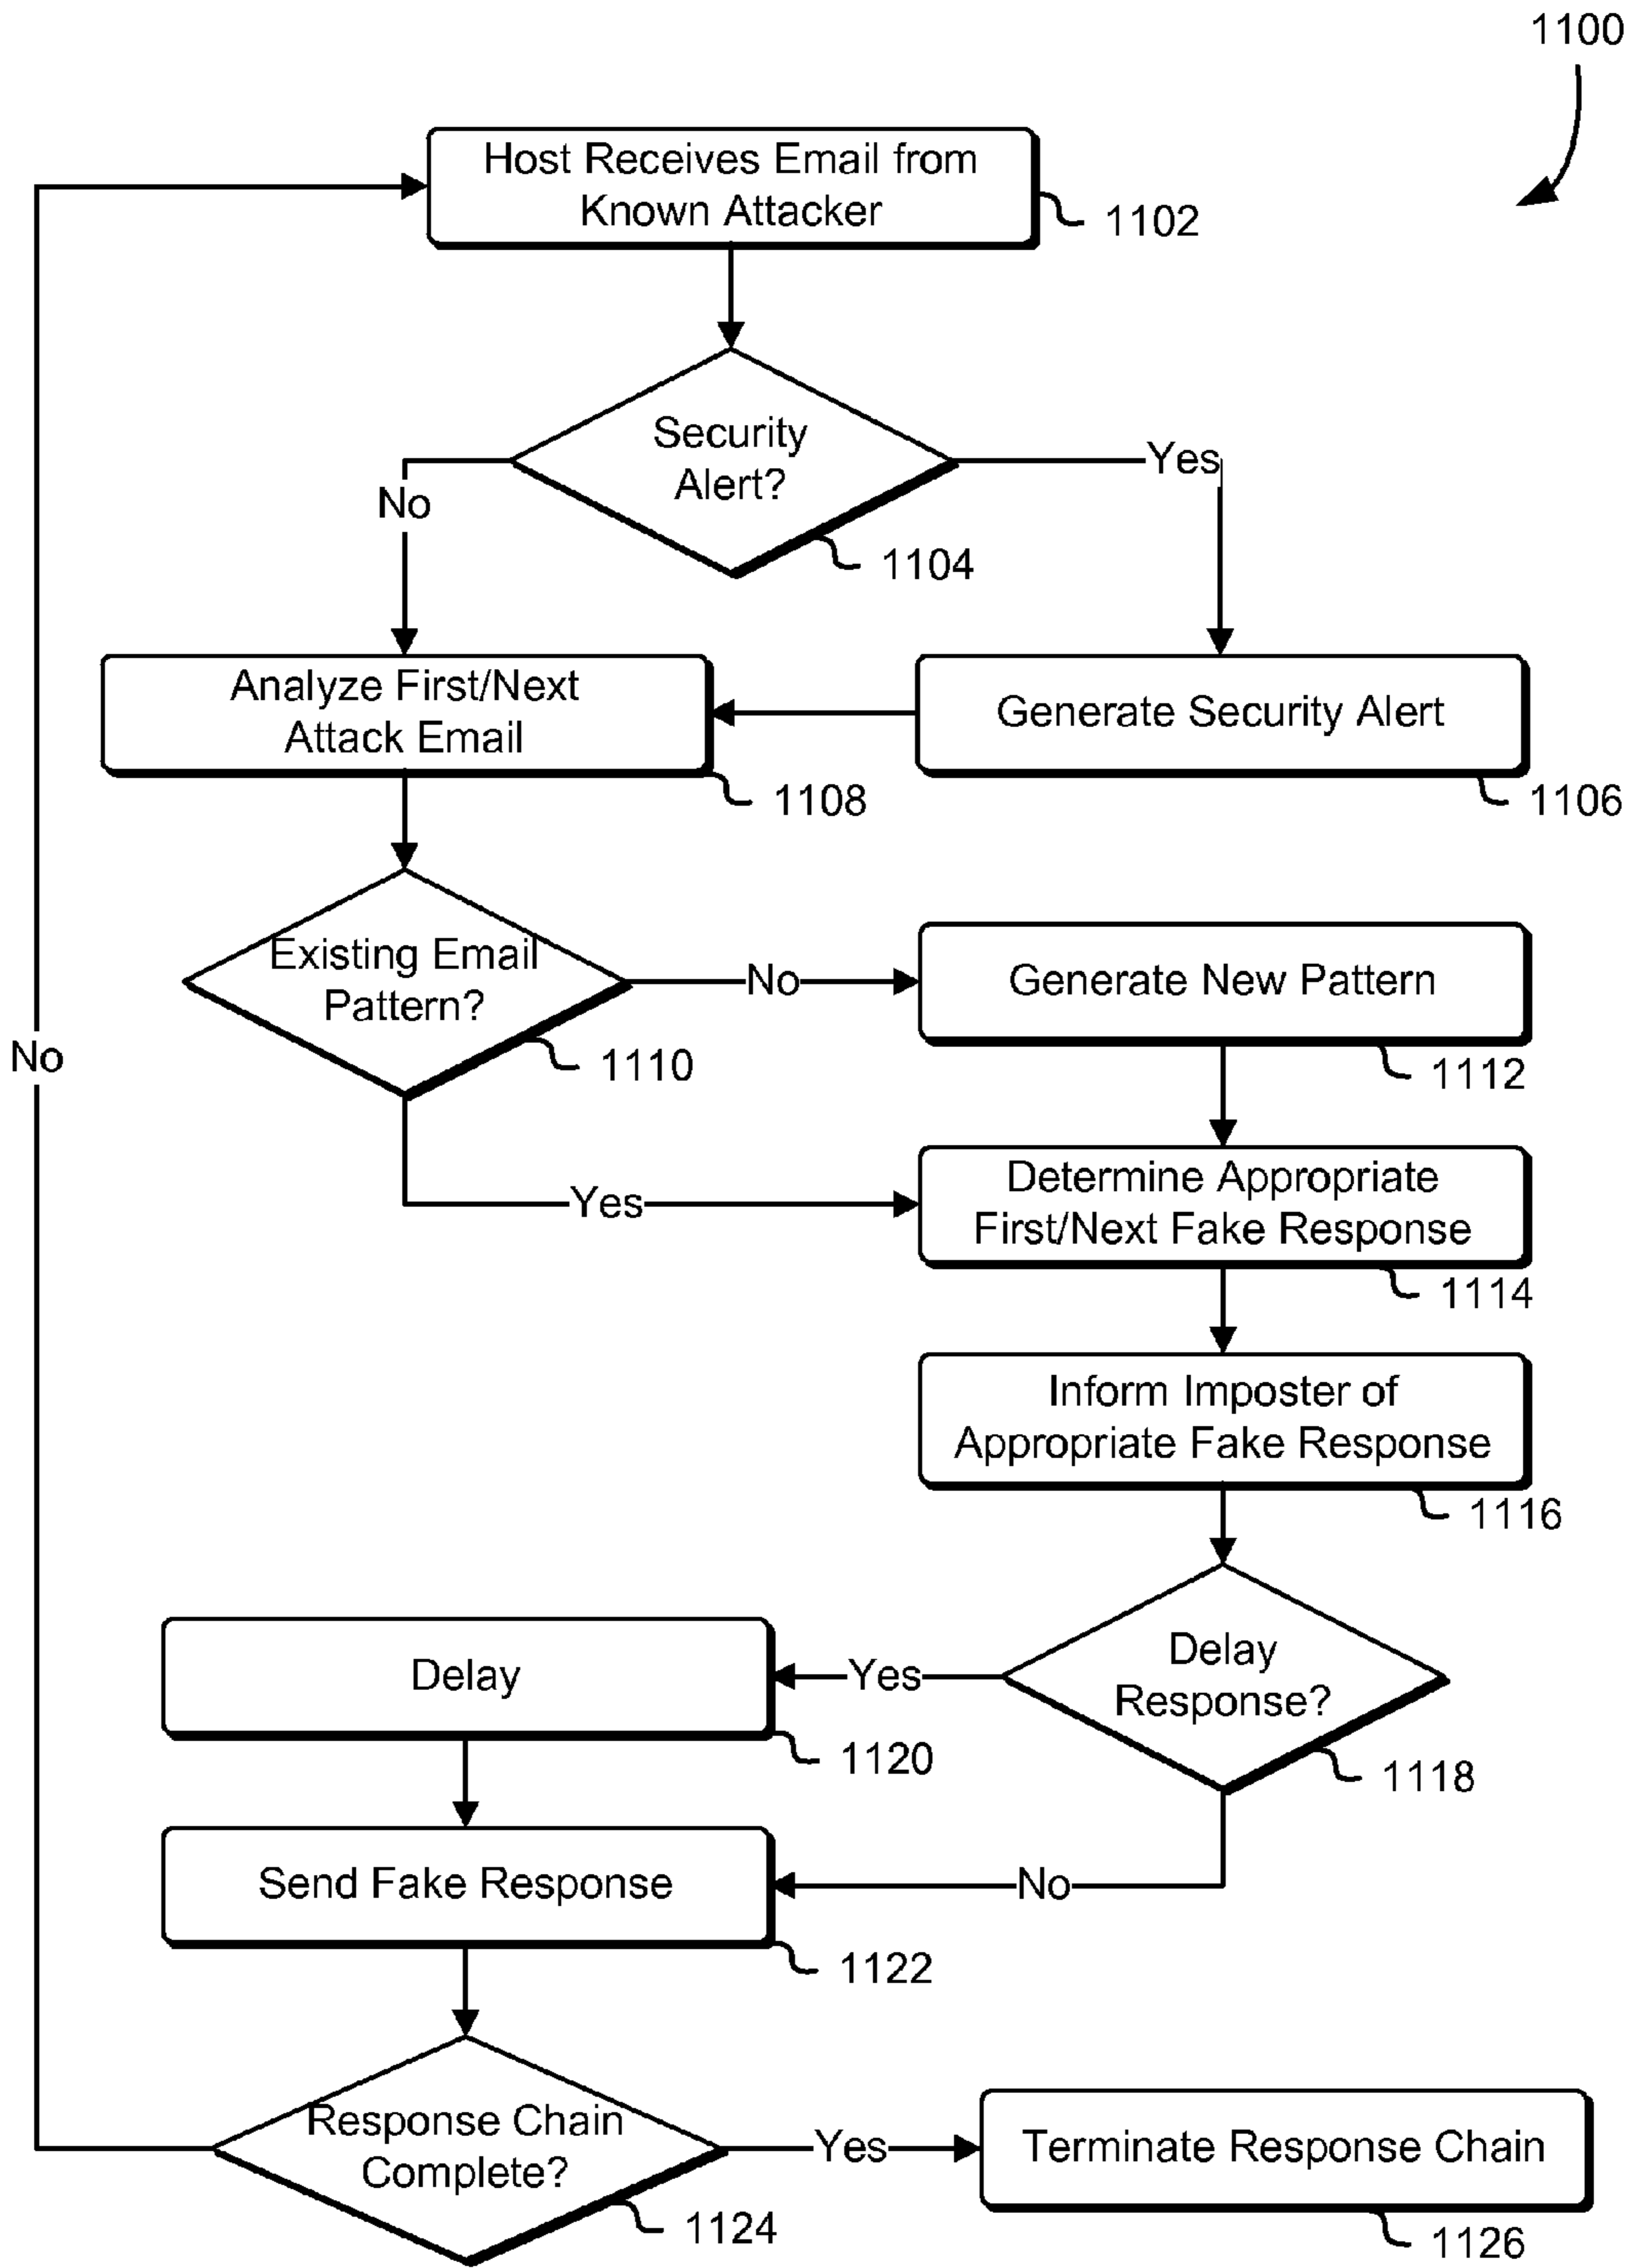 1100
Host Receives Email from
Known Attacker
1102
Security
Alert?
Yes
No
1104
Analyze First/Next
Attack Email
Generate Security Alert
1108
1106
Existing Email
Pattern?
No
Generate New Pattern
No
1110
1112
Determine Appropriate
First/Next Fake Response
Yes
1114
Inform Imposter of
Appropriate Fake Response
1116
Delay
Yes
Delay
Response?
1120
1118
Send Fake Response
No
1122
Response Chain
Complete?
Yes
Terminate Response Chain
1124
1126